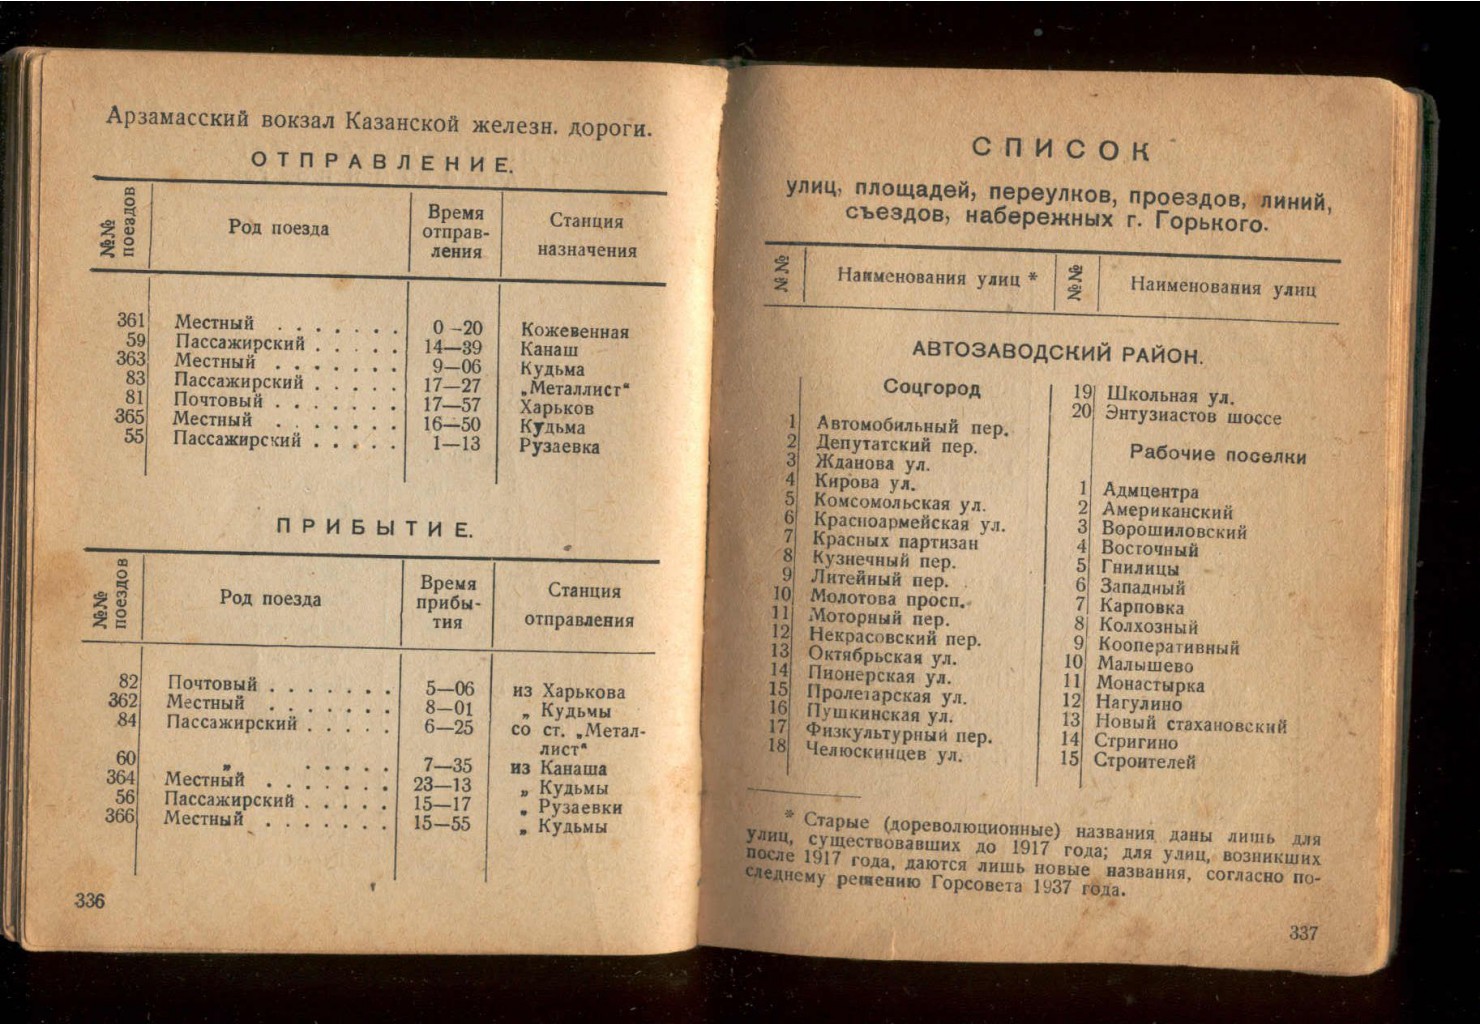 Арзамасский вокзал Казанской железн. дороги.
ОТПРАВЛЕНИЕ.
№№ поездов | Род поезда | Время отправ- ления | Станция назначения
361 Местный . . . . . . . 0—20 Кожевенная
59 Пассажирский . . . . . 14—39 Канаш
363 Местный . . . . . . . 9—06 Кудьма
83 Пассажирский . . . . . 17—27 „Металлист“
81 Почтовый . . . . . . . 17—57 Харьков
365 Местный . . . . . . . 16—50 Кудьма
55 Пассажирский . . . . . 1—13 Рузаевка
ПРИБЫТИЕ.
№№ поездов | Род поезда | Время прибы- тия | Станция отправления
82 Почтовый . . . . . . . 5—06 из Харькова
362 Местный . . . . . . . 8—01 „ Кудьмы
84 Пассажирский . . . . . 6—25 со ст. „Метал-
лист“
60 „ . . . . . 7—35 из Канаша
364 Местный . . . . . . . 23—13 „ Кудьмы
56 Пассажирский . . . . . 15—17 „ Рузаевки
366 Местный . . . . . . . 15—55 „ Кудьмы
336
СПИСОК
улиц, площадей, переулков, проездов, линий,
съездов, набережных г. Горького.
№№ | Наименования улиц * | №№ | Наименования улиц
АВТОЗАВОДСКИЙ РАЙОН.
Соцгород
1 Автомобильный пер.
2 Депутатский пер.
3 Жданова ул.
4 Кирова ул.
5 Комсомольская ул.
6 Красноармейская ул.
7 Красных партизан
8 Кузнечный пер.
9 Литейный пер.
10 Молотова просп.
11 Моторный пер.
12 Некрасовский пер.
13 Октябрьская ул.
14 Пионерская ул.
15 Пролетарская ул.
16 Пушкинская ул.
17 Физкультурный пер.
18 Челюскинцев ул.
19 Школьная ул.
20 Энтузиастов шоссе
Рабочие поселки
1 Адмцентра
2 Американский
3 Ворошиловский
4 Восточный
5 Гнилицы
6 Западный
7 Карповка
8 Колхозный
9 Кооперативный
10 Малышево
11 Монастырка
12 Нагулино
13 Новый стахановский
14 Стригино
15 Строителей
* Старые (дореволюционные) названия даны лишь для
улиц, существовавших до 1917 года; для улиц, возникших
после 1917 года, даются лишь новые названия, согласно по-
следнему решению Горсовета 1937 года.
337